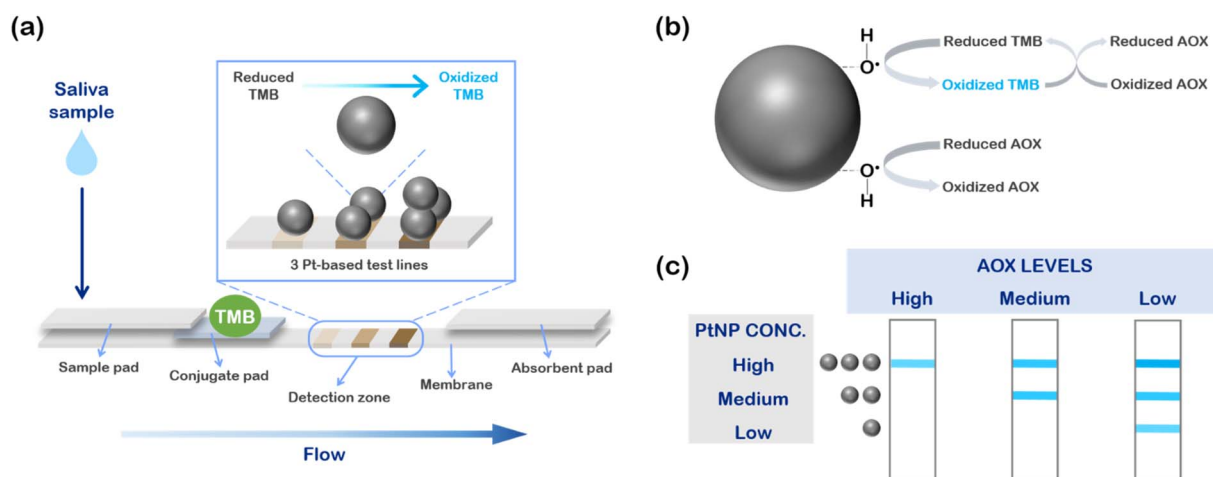 (a)
Saliva
sample
Reduced
TMB
Oxidized
TMB
3 Pt-based test lines
TMB
Sample pad
Conjugate pad
Detection zone
Membrane
Absorbent pad
Flow
(b)
H
O•
Reduced TMB
Reduced AOX
Oxidized TMB
Oxidized AOX
O•
H
Reduced AOX
Oxidized AOX
(c)
AOX LEVELS
High Medium Low
PtNP CONC.
High
Medium
Low